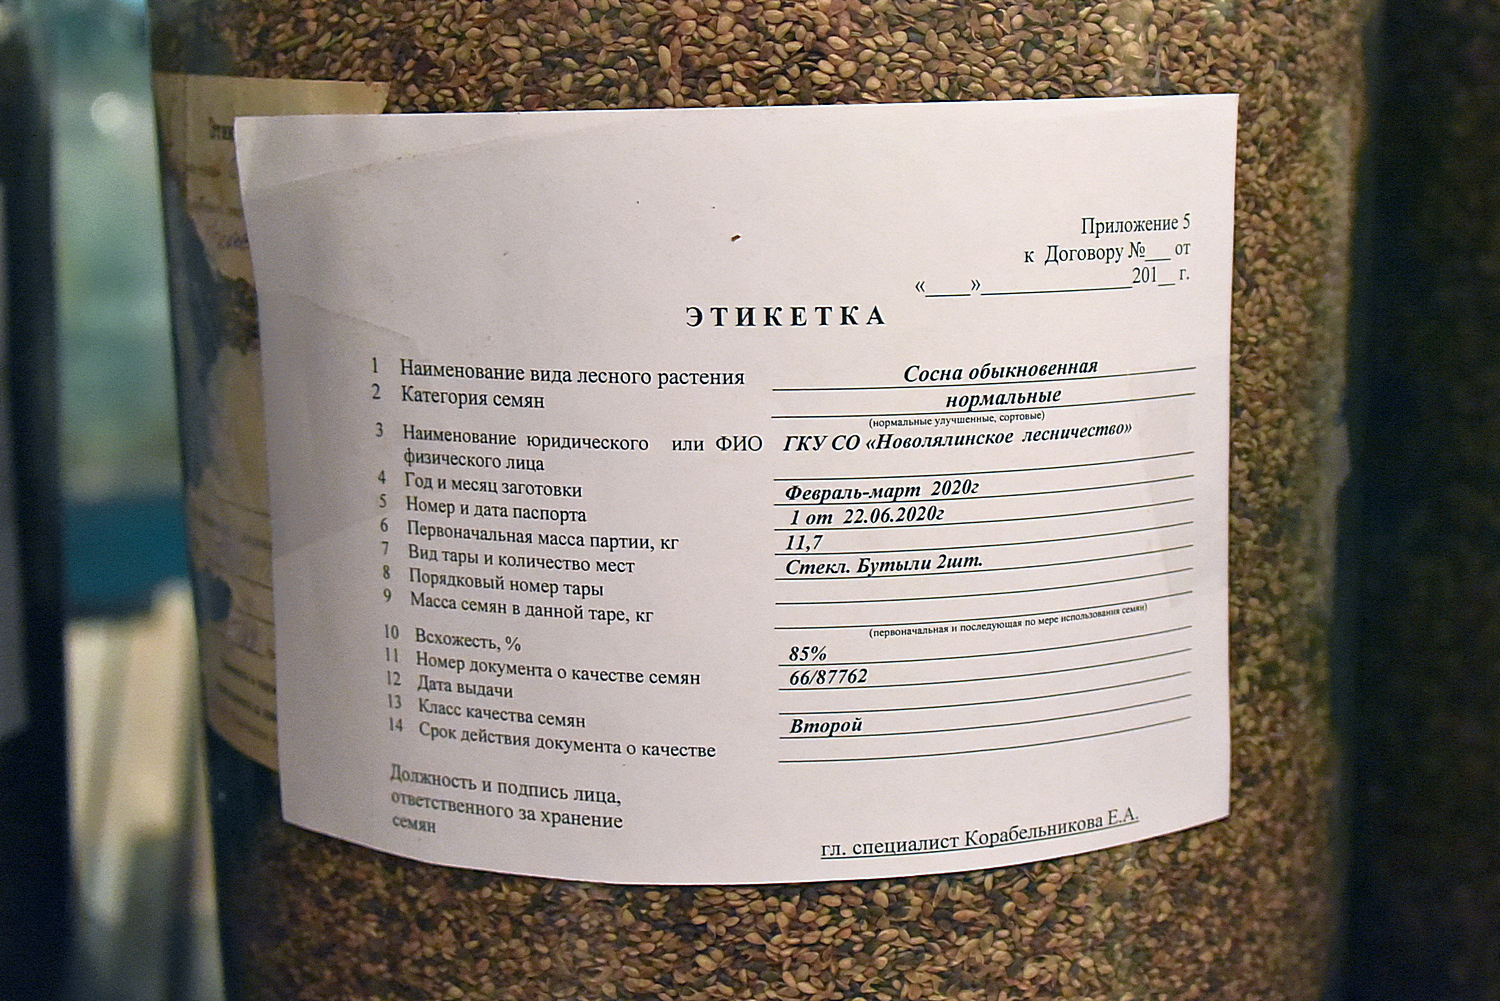 Приложение 5
к Договору №___ от
«____»______________201__ г.
ЭТИКЕТКА
1 Наименование вида лесного растения Сосна обыкновенная
2 Категория семян нормальные
(нормальные улучшенные, сортовые)
3 Наименование юридического или ФИО ГКУ СО «Новолялинское лесничество»
физического лица
4 Год и месяц заготовки Февраль-март 2020г
5 Номер и дата паспорта 1 от 22.06.2020г
6 Первоначальная масса партии, кг 11,7
7 Вид тары и количество мест Стекл. Бутыли 2шт.
8 Порядковый номер тары
9 Масса семян в данной таре, кг
(первоначальная и последующая по мере использования семян)
10 Всхожесть, % 85%
11 Номер документа о качестве семян 66/87762
12 Дата выдачи
13 Класс качества семян Второй
14 Срок действия документа о качестве
Должность и подпись лица,
ответственного за хранение
семян
гл. специалист Корабельникова Е.А.